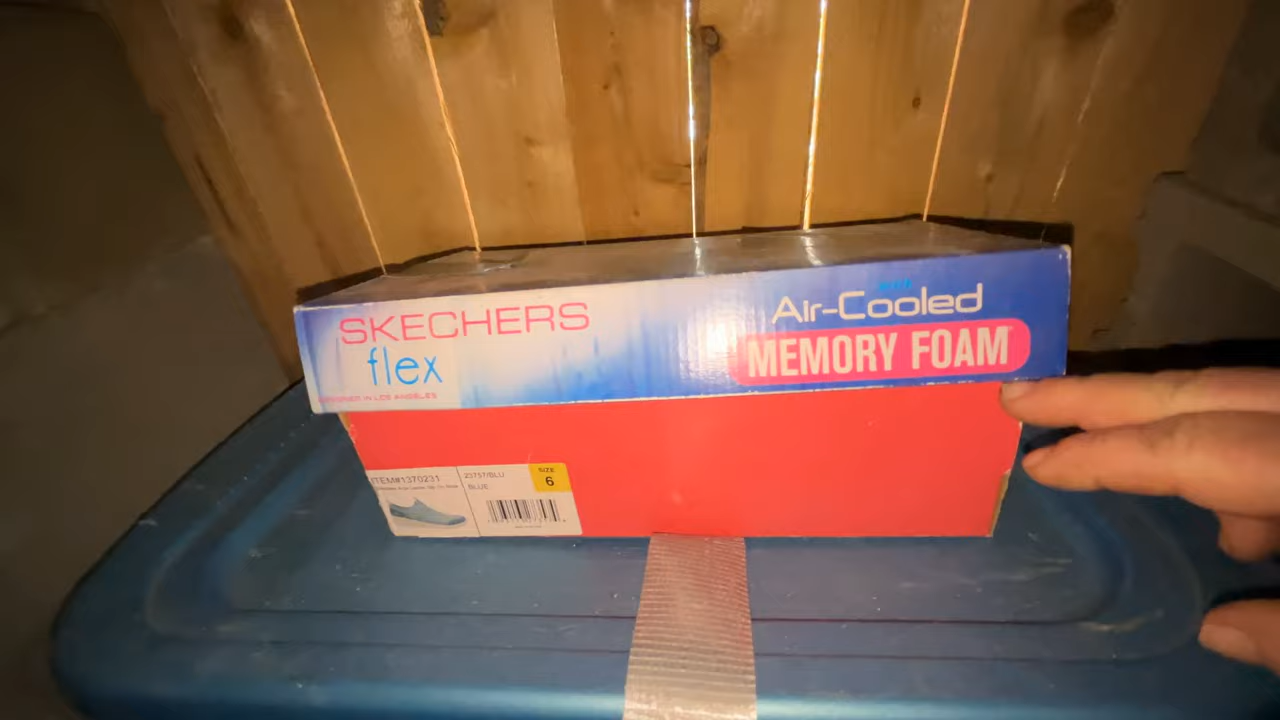 SKECHERS
flex
DESIGNED IN LOS ANGELES
Air-Cooled
MEMORY FOAM
ITEM#1370231
23757/BLU
BLUE
SIZE
6